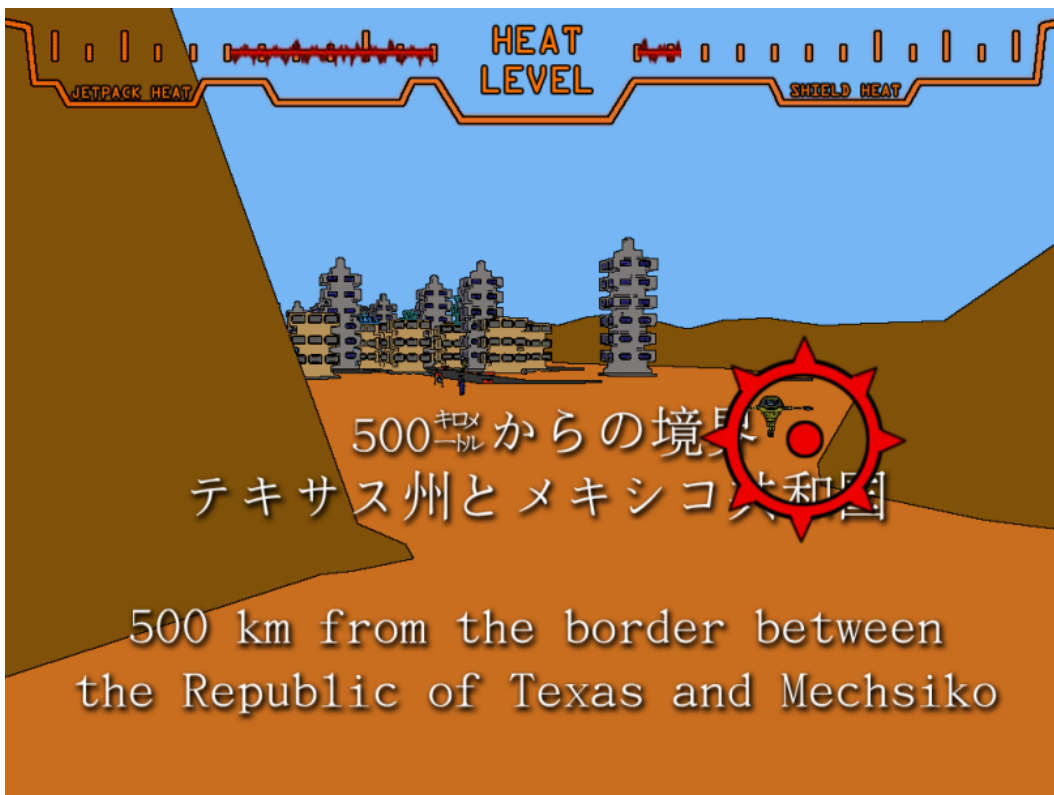 HEAT
LEVEL
JETPACK HEAT
SHIELD HEAT
500㌖からの境界
テキサス州とメキシコ共和国
500 km from the border between
the Republic of Texas and Mechsiko